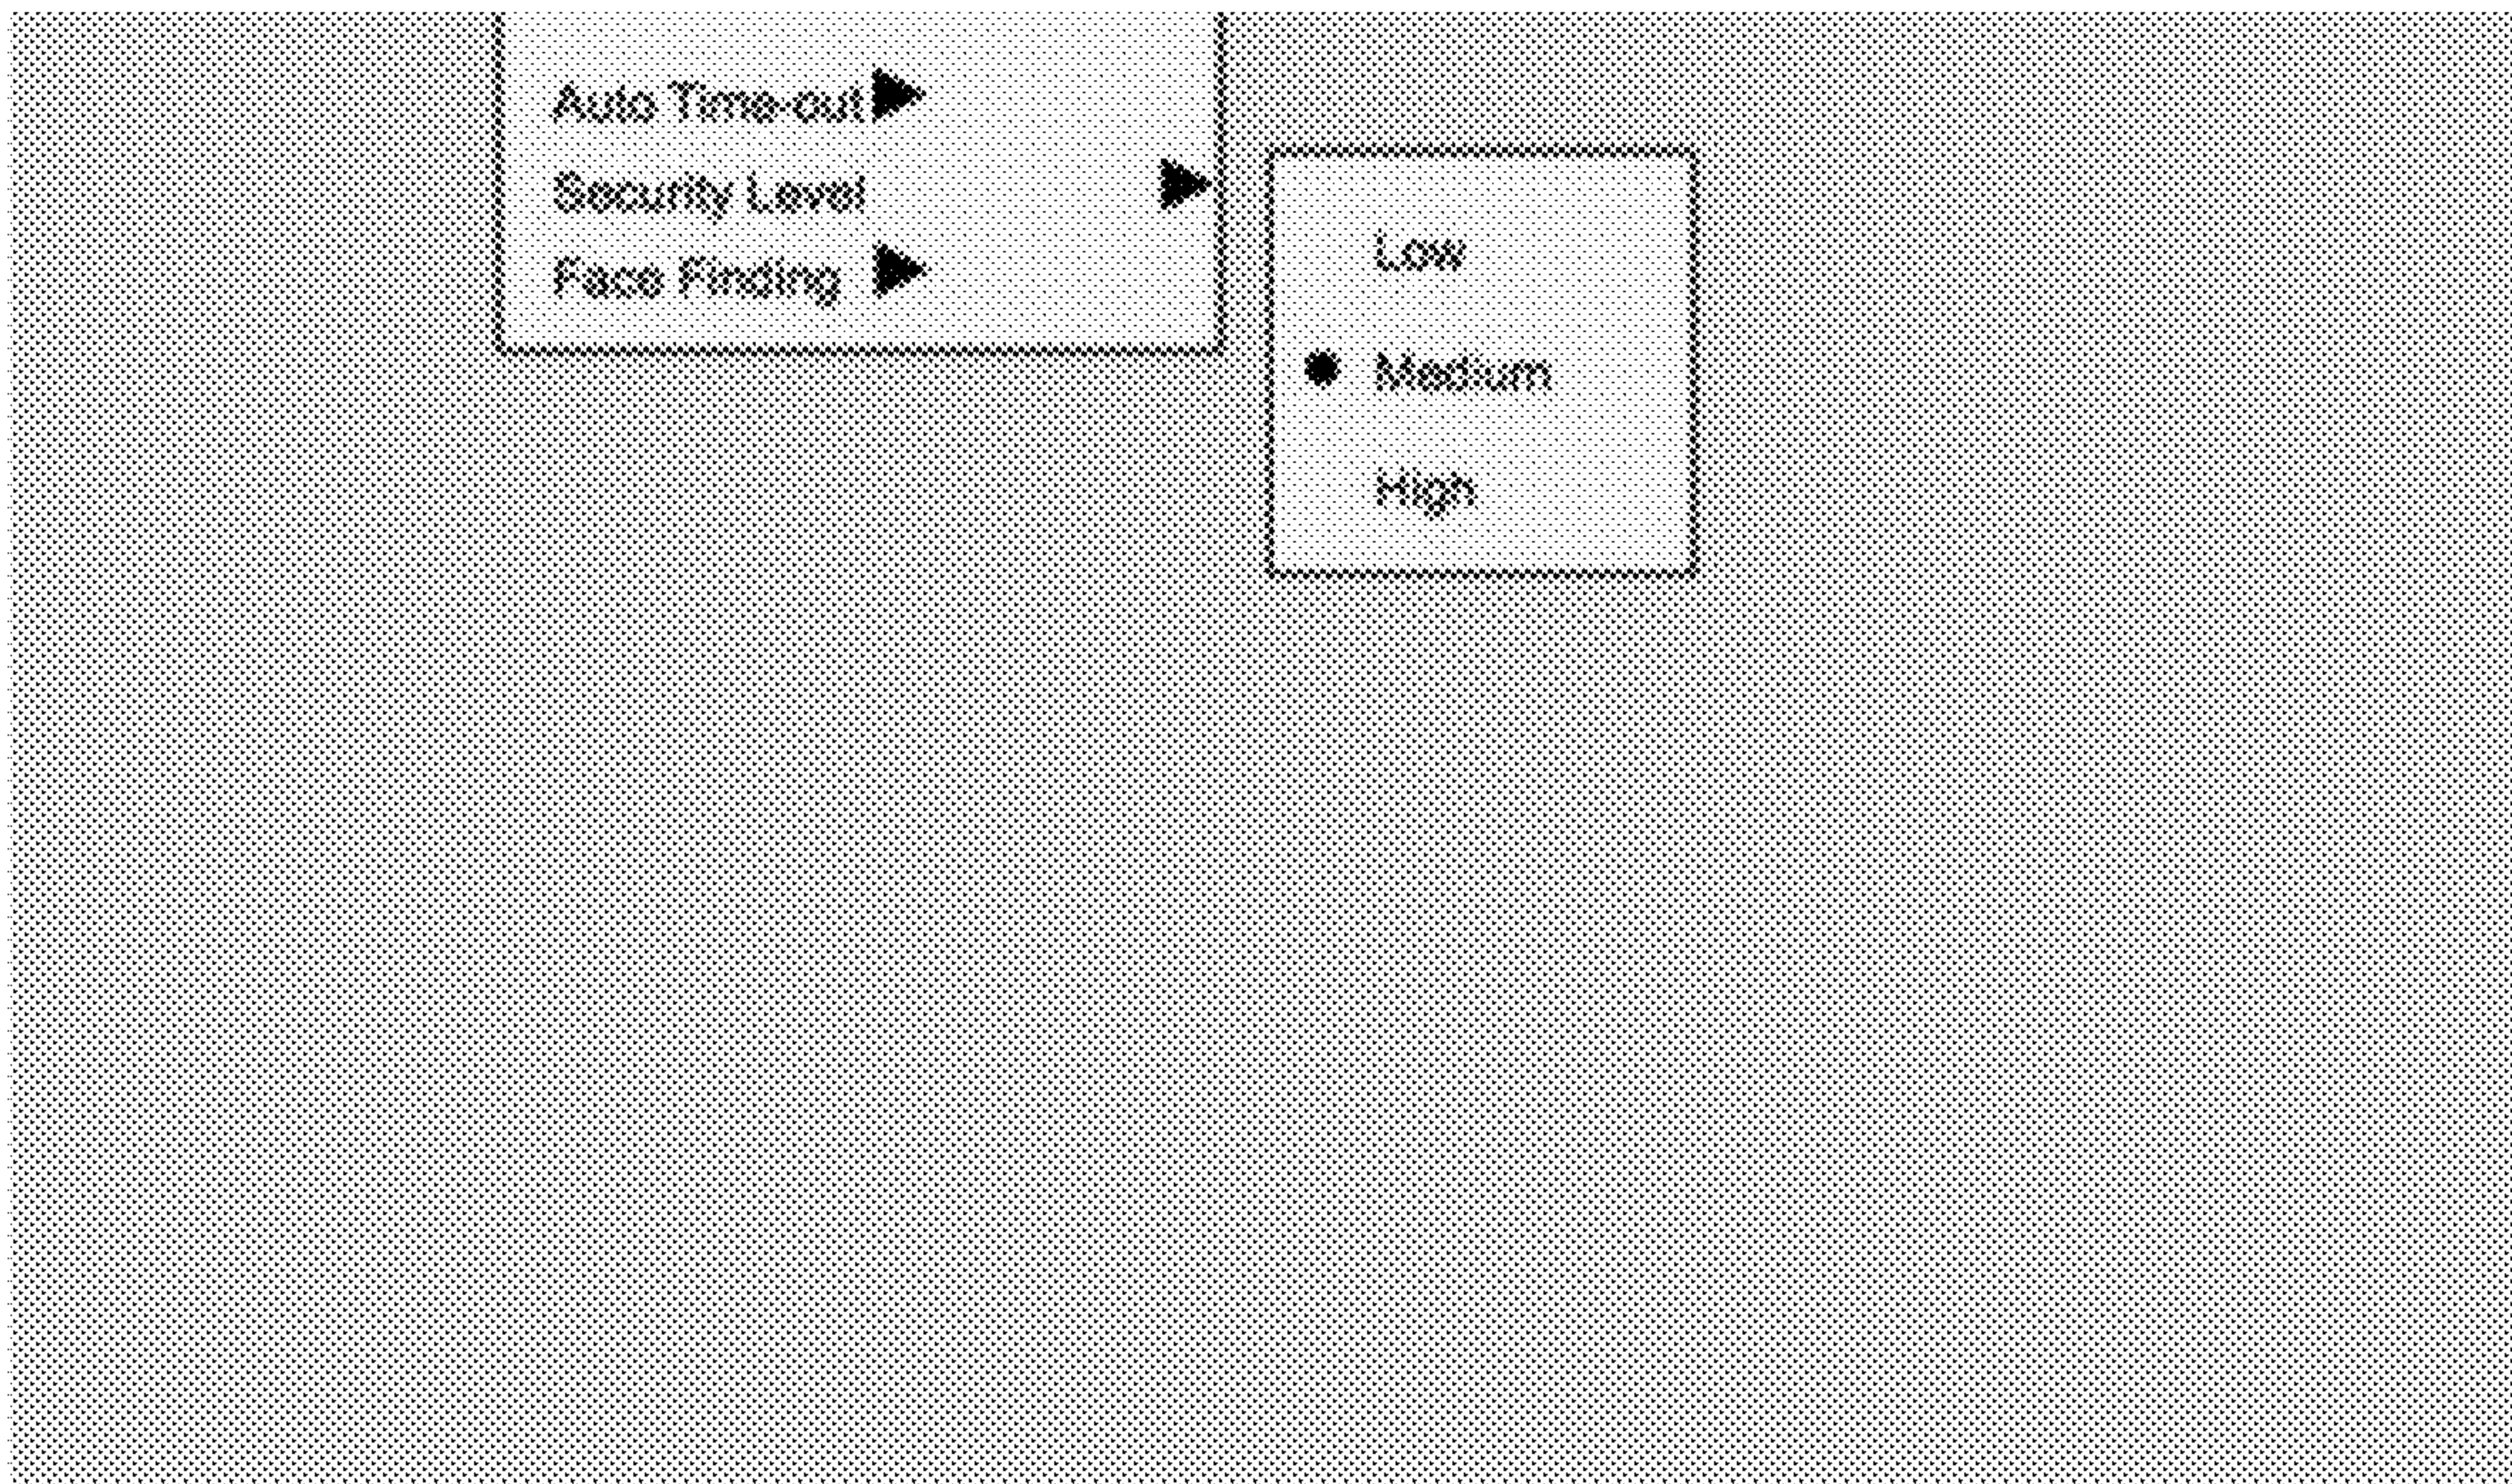 Auto Time-out
Security Level
Face Finding
Low
Medium
High